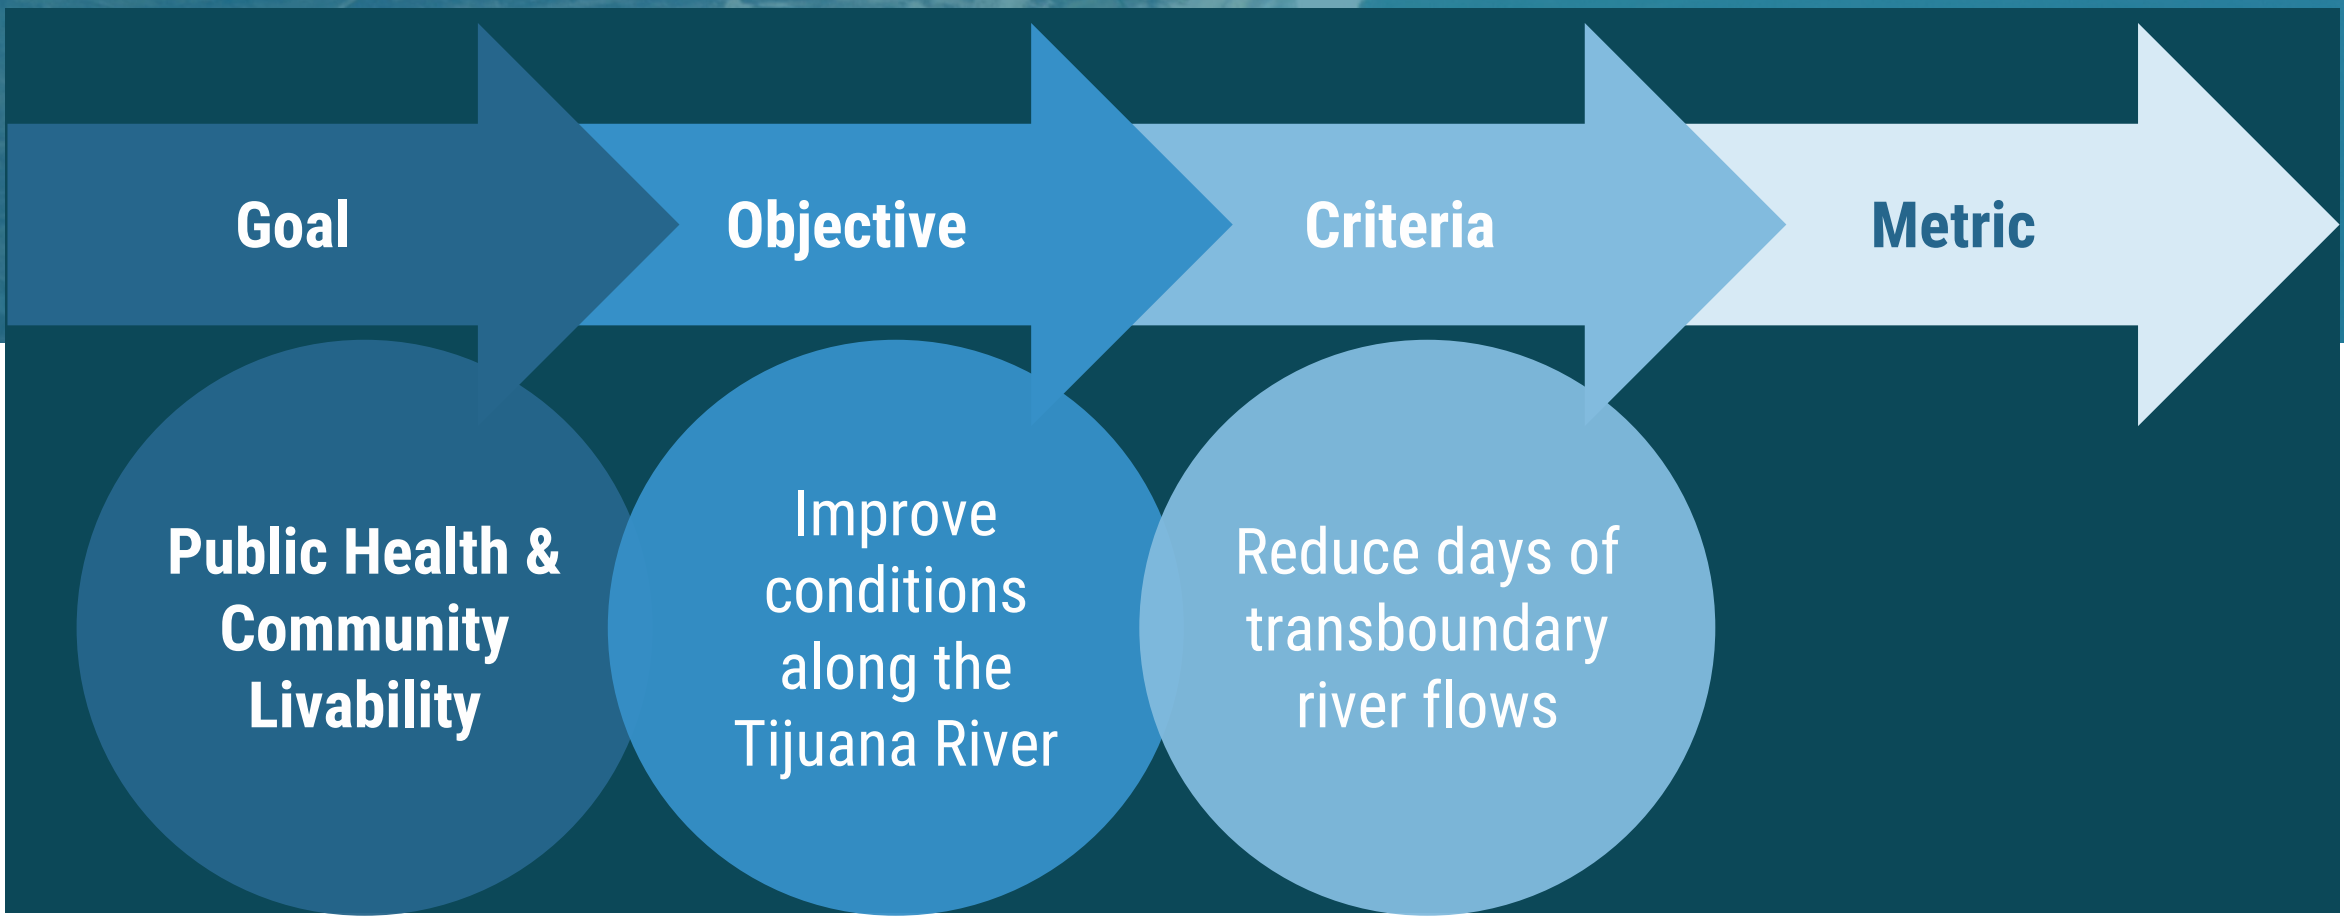 Goal
Objective
Criteria
Metric
Public Health &
Community
Livability
Improve
conditions
along the
Tijuana River
Reduce days of
transboundary
river flows